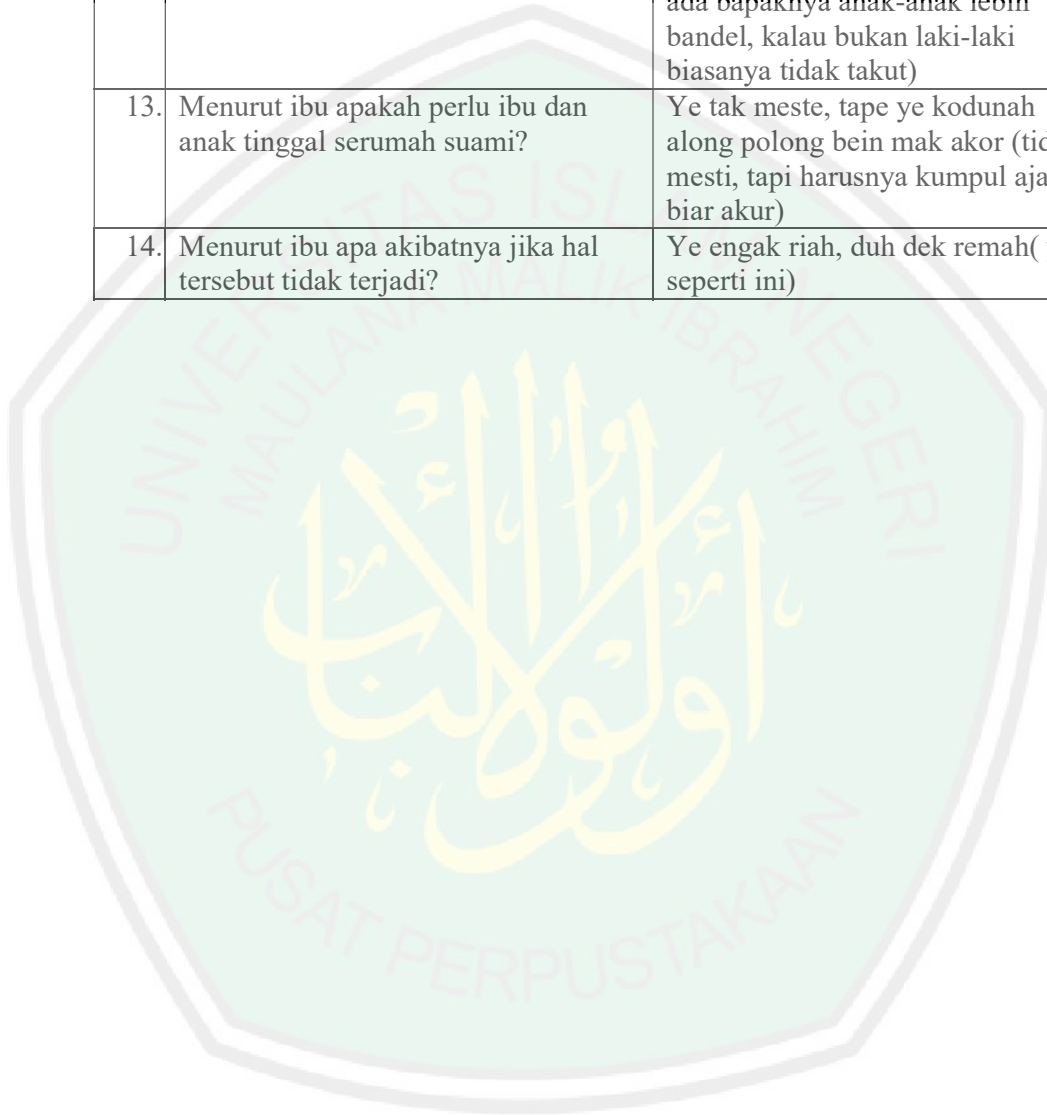 ada bapaknya anak-anak lebih
bandel, kalau bukan laki-laki
biasanya tidak takut)
13. Menurut ibu apakah perlu ibu dan
anak tinggal serumah suami?
Ye tak meste, tape ye kodunah
along polong bein mak akor (tid
mesti, tapi harusnya kumpul aja
biar akur)
14. Menurut ibu apa akibatnya jika hal
tersebut tidak terjadi?
Ye engak riah, duh dek remah(
seperti ini)
UNIVERSITAS ISLAM NEGERI
MAULANA MALIK IBRAHIM
PUSAT PERPUSTAKAAN